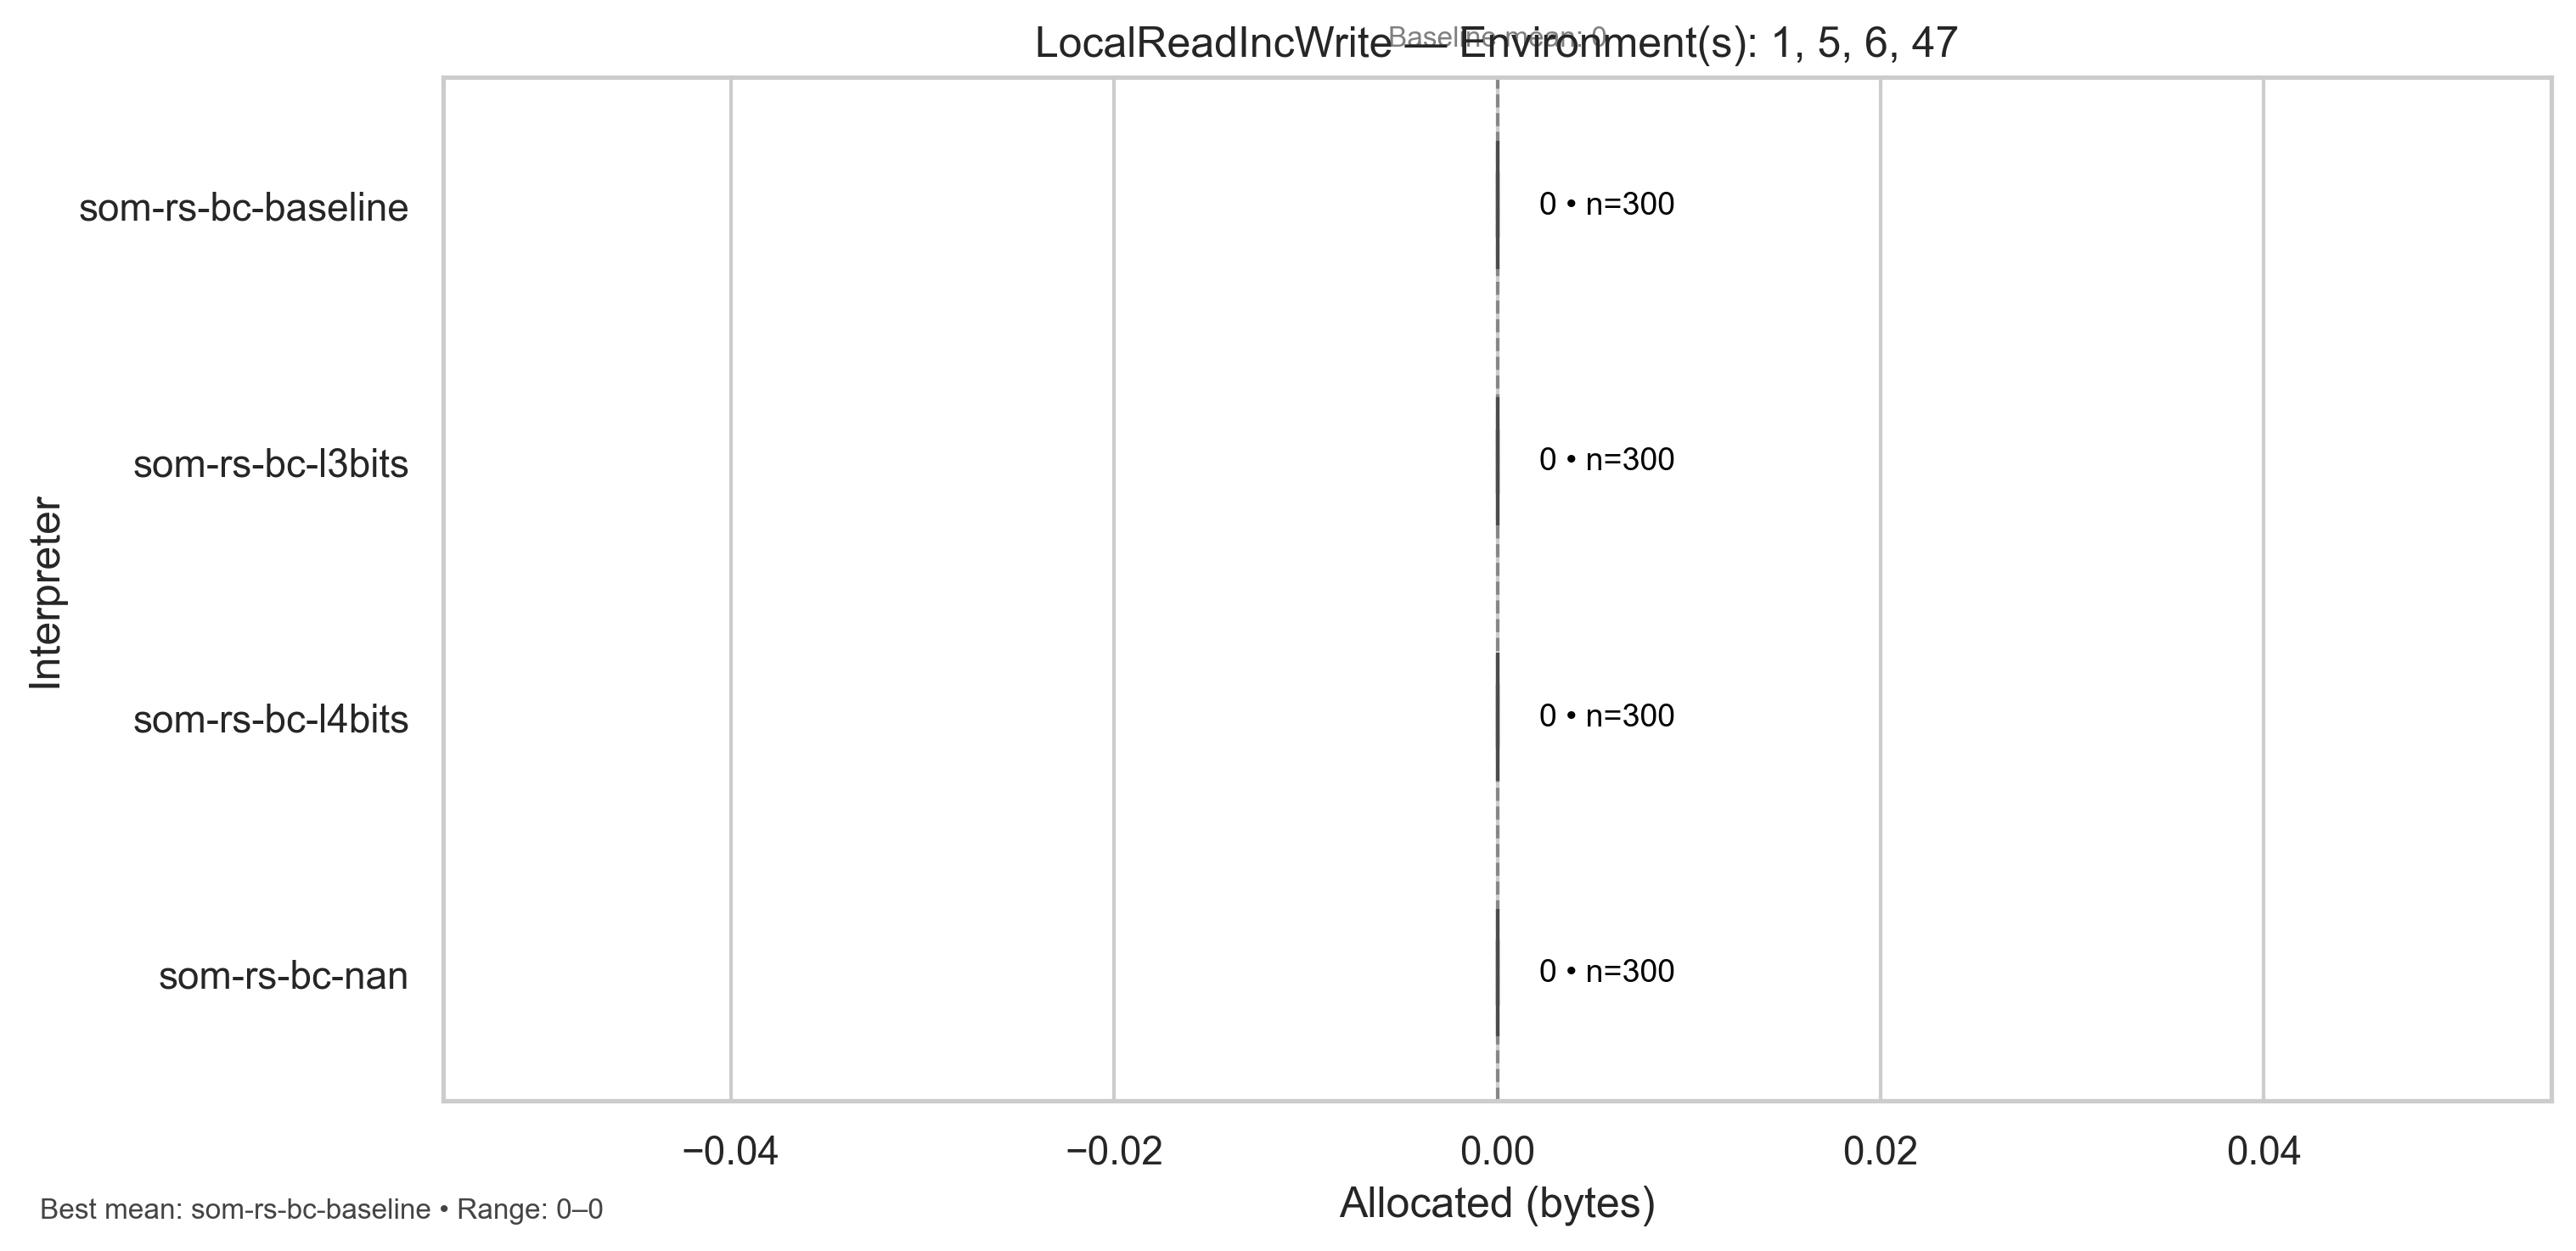 Baseline mean: 0
LocalReadIncWrite — Environment(s): 1, 5, 6, 47
som-rs-bc-baseline
0 • n=300
som-rs-bc-l3bits
0 • n=300
som-rs-bc-l4bits
0 • n=300
som-rs-bc-nan
0 • n=300
Interpreter
−0.04
−0.02
0.00
0.02
0.04
Allocated (bytes)
Best mean: som-rs-bc-baseline • Range: 0–0